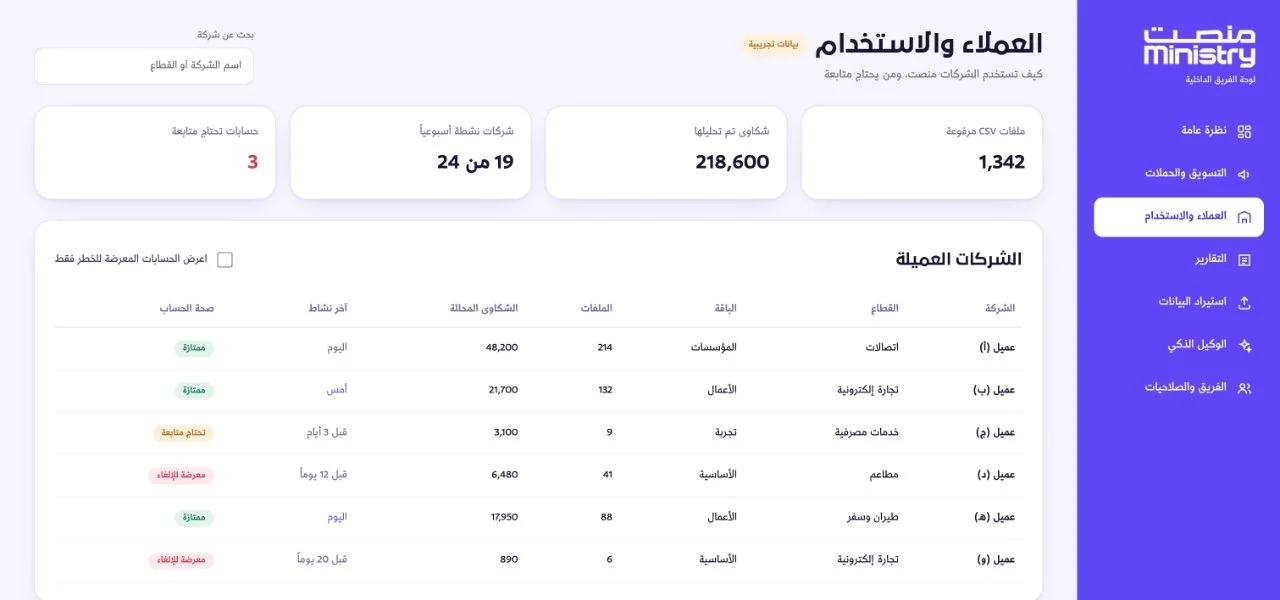 منصت
Ministry
لوحة الفريق الداخلية
نظرة عامة
التسويق والحملات
العملاء والاستخدام
التقارير
استيراد البيانات
الوكيل الذكي
الفريق والصلاحيات
العملاء والاستخدام
بيانات تجريبية
كيف تستخدم الشركات منصت، ومن يحتاج متابعة
بحث عن شركة
اسم الشركة أو القطاع
ملفات CSV مرفوعة
1,342
شكاوى تم تحليلها
218,600
شركات نشطة أسبوعياً
19 من 24
حسابات تحتاج متابعة
3
الشركات العميلة
اعرض الحسابات المعرضة للخطر فقط
الشركة القطاع الباقة الملفات الشكاوى المحللة آخر نشاط صحة الحساب
عميل (أ) اتصالات المؤسسات 214 48,200 اليوم ممتازة
عميل (ب) تجارة إلكترونية الأعمال 132 21,700 أمس ممتازة
عميل (ج) خدمات مصرفية تجربة 9 3,100 قبل 3 أيام تحتاج متابعة
عميل (د) مطاعم الأساسية 41 6,480 قبل 12 يوماً معرضة للإلغاء
عميل (هـ) طيران وسفر الأعمال 88 17,950 اليوم ممتازة
عميل (و) تجارة إلكترونية الأساسية 6 890 قبل 20 يوماً معرضة للإلغاء